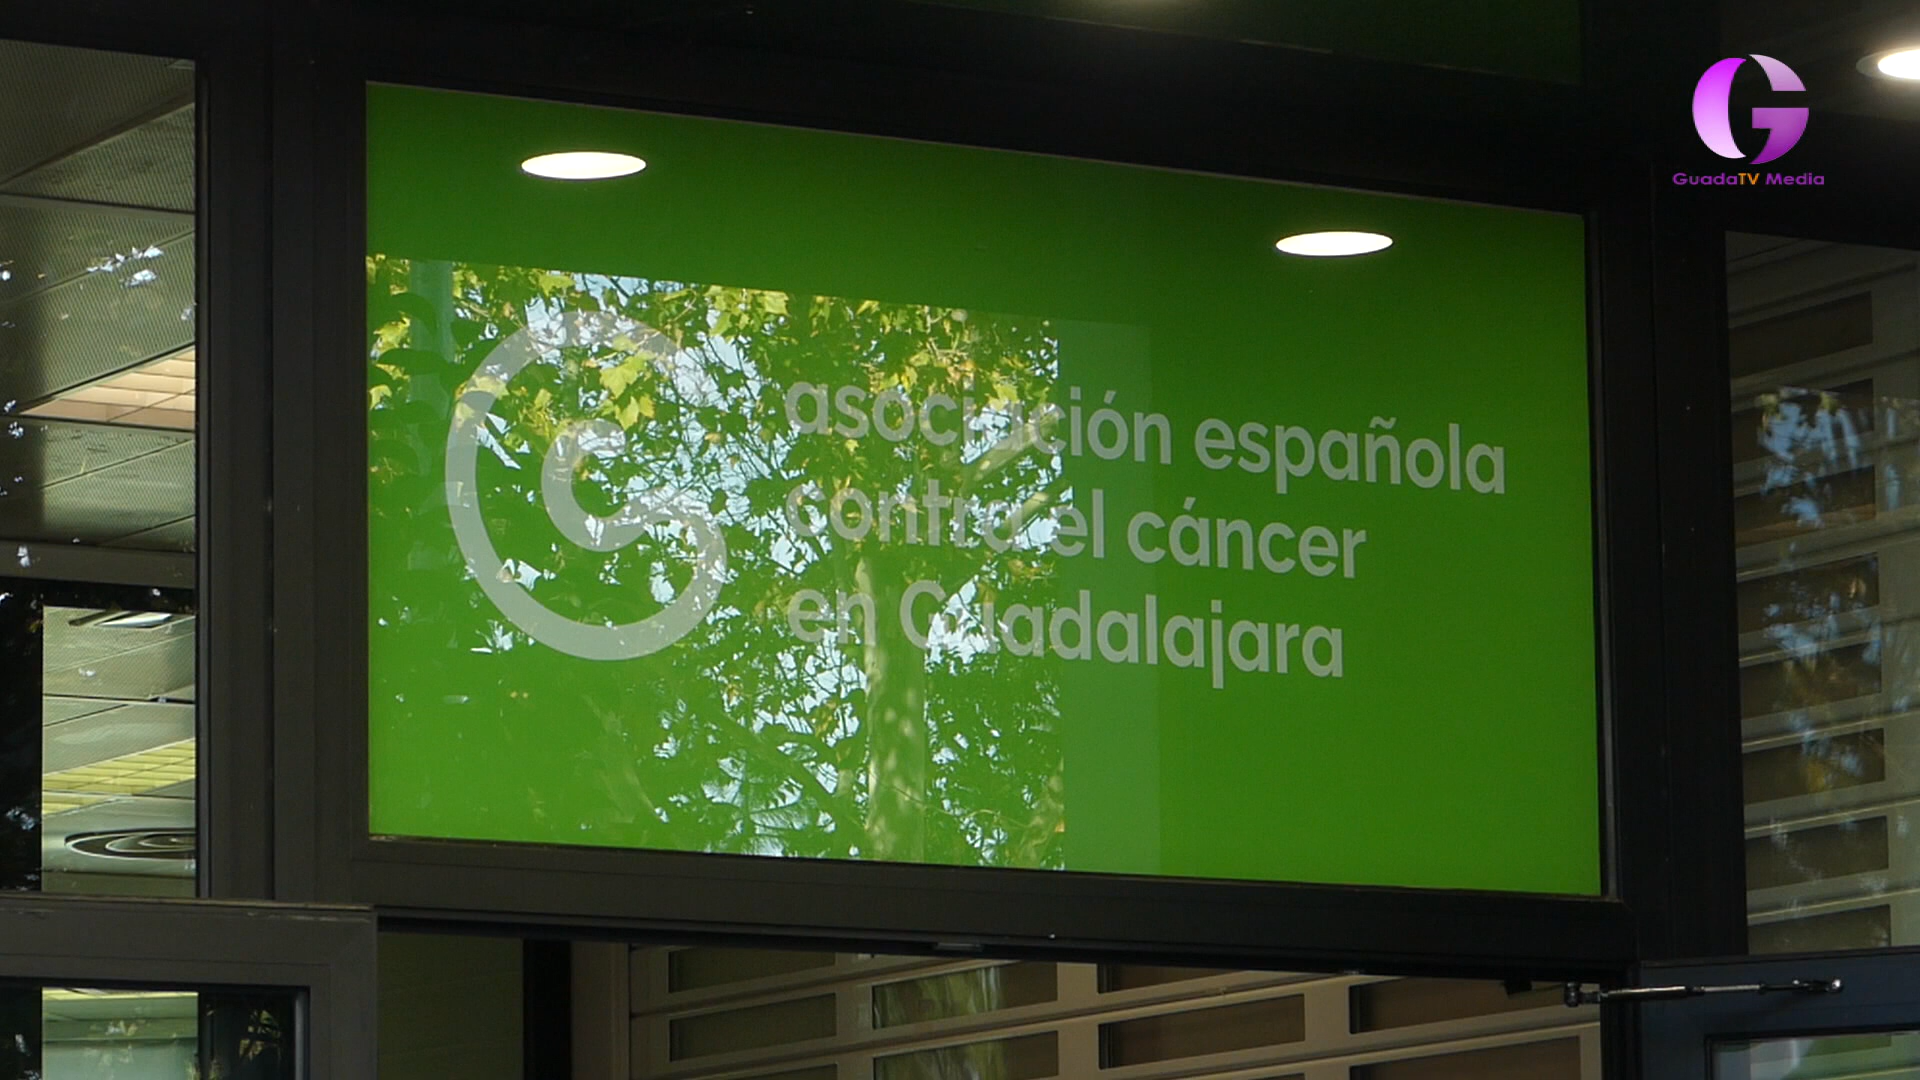 GuadaTV Media
asociación española
contra el cáncer
en Guadalajara